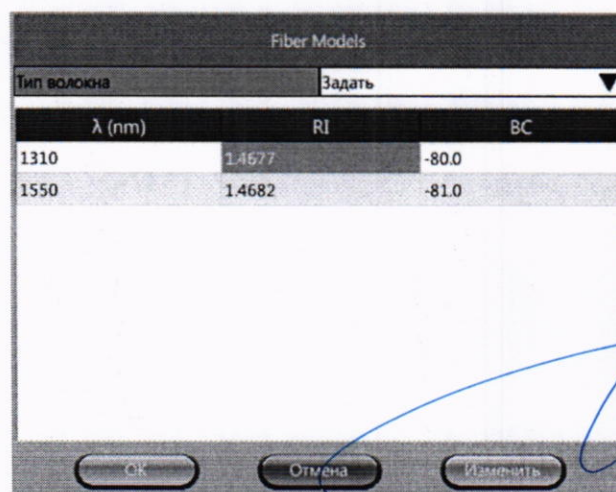 Fiber Models
Тип волокна Задать
λ (nm) RI BC
1310 1.4677 -80.0
1550 1.4682 -81.0
OK Отмена Изменить